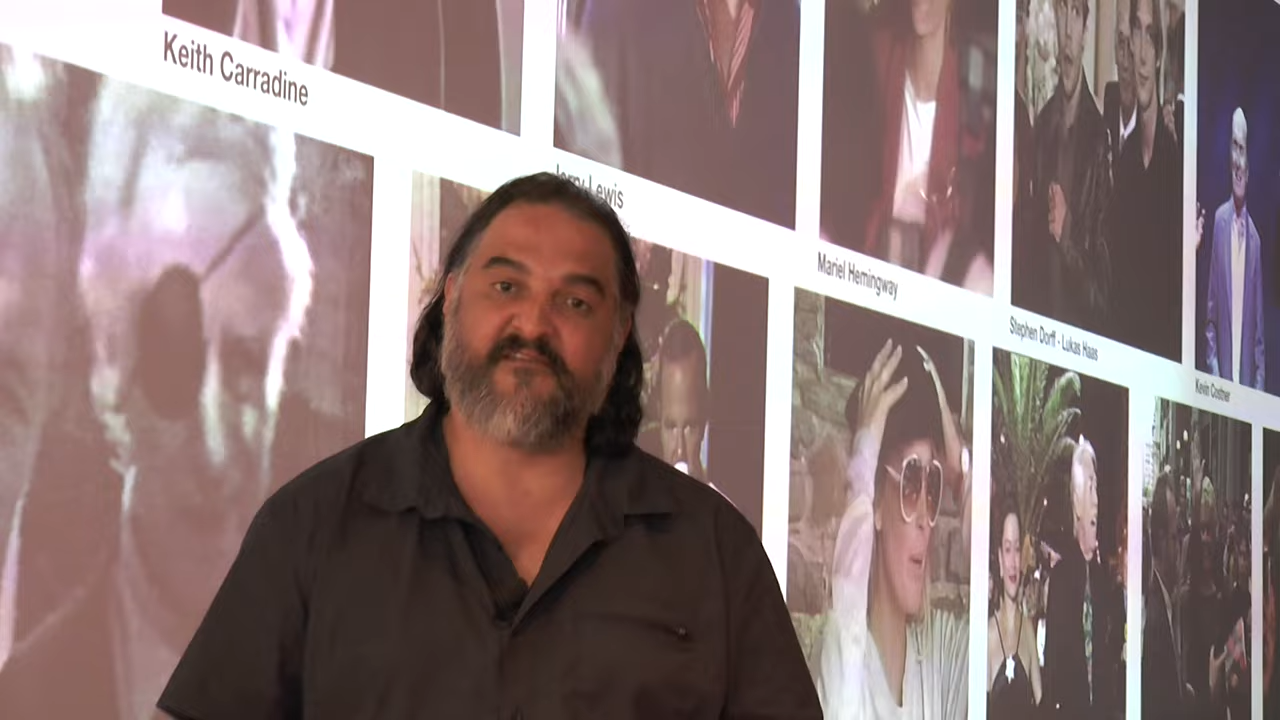 Keith Carradine
Jerry Lewis
Mariel Hemingway
Stephen Dorff - Lukas Haas
Kevin Costner